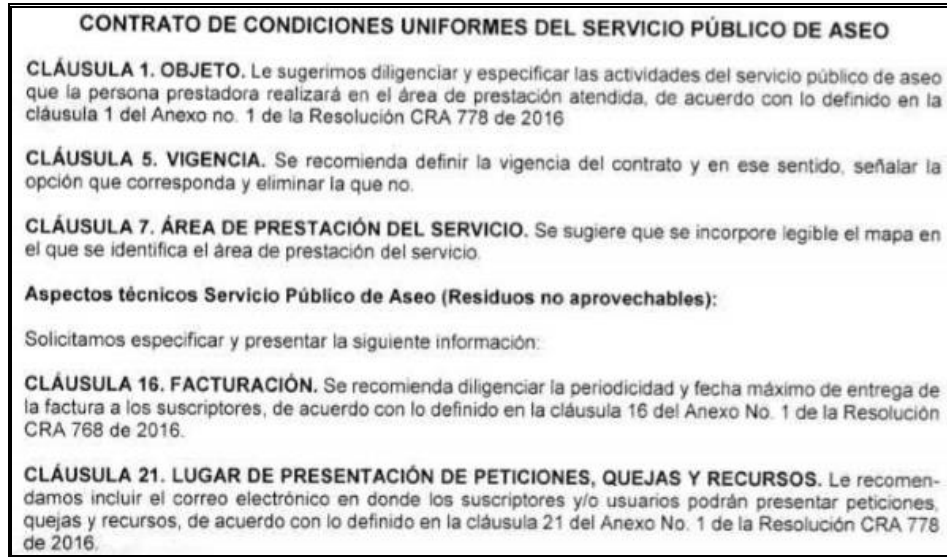 CONTRATO DE CONDICIONES UNIFORMES DEL SERVICIO PÚBLICO DE ASEO
CLÁUSULA 1. OBJETO. Le sugerimos diligenciar y especificar las actividades del servicio público de aseo
que la persona prestadora realizará en el área de prestación atendida, de acuerdo con lo definido en la
cláusula 1 del Anexo no. 1 de la Resolución CRA 778 de 2016
CLÁUSULA 5. VIGENCIA. Se recomienda definir la vigencia del contrato y en ese sentido, señalar la
opción que corresponda y eliminar la que no.
CLÁUSULA 7. ÁREA DE PRESTACIÓN DEL SERVICIO. Se sugiere que se incorpore legible el mapa en
el que se identifica el área de prestación del servicio.
Aspectos técnicos Servicio Público de Aseo (Residuos no aprovechables):
Solicitamos especificar y presentar la siguiente información:
CLÁUSULA 16. FACTURACIÓN. Se recomienda diligenciar la periodicidad y fecha máximo de entrega de
la factura a los suscriptores, de acuerdo con lo definido en la cláusula 16 del Anexo No. 1 de la Resolución
CRA 768 de 2016.
CLÁUSULA 21. LUGAR DE PRESENTACIÓN DE PETICIONES, QUEJAS Y RECURSOS. Le recomen-
damos incluir el correo electrónico en donde los suscriptores y/o usuarios podrán presentar peticiones,
quejas y recursos, de acuerdo con lo definido en la cláusula 21 del Anexo No. 1 de la Resolución CRA 778
de 2016.